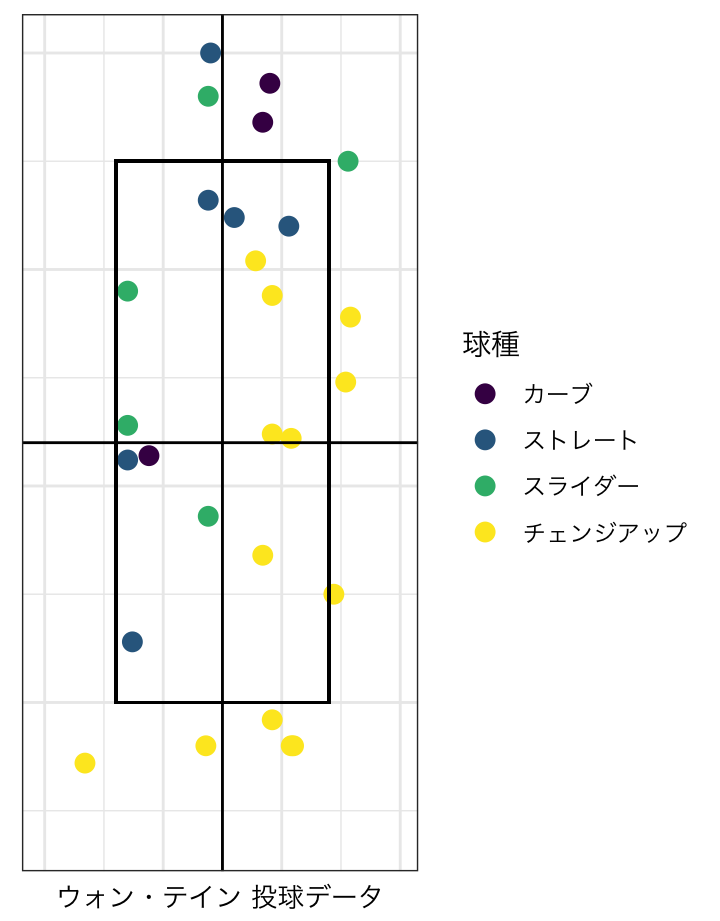 球種
カーブ
ストレート
スライダー
チェンジアップ
ウォン・テイン 投球データ